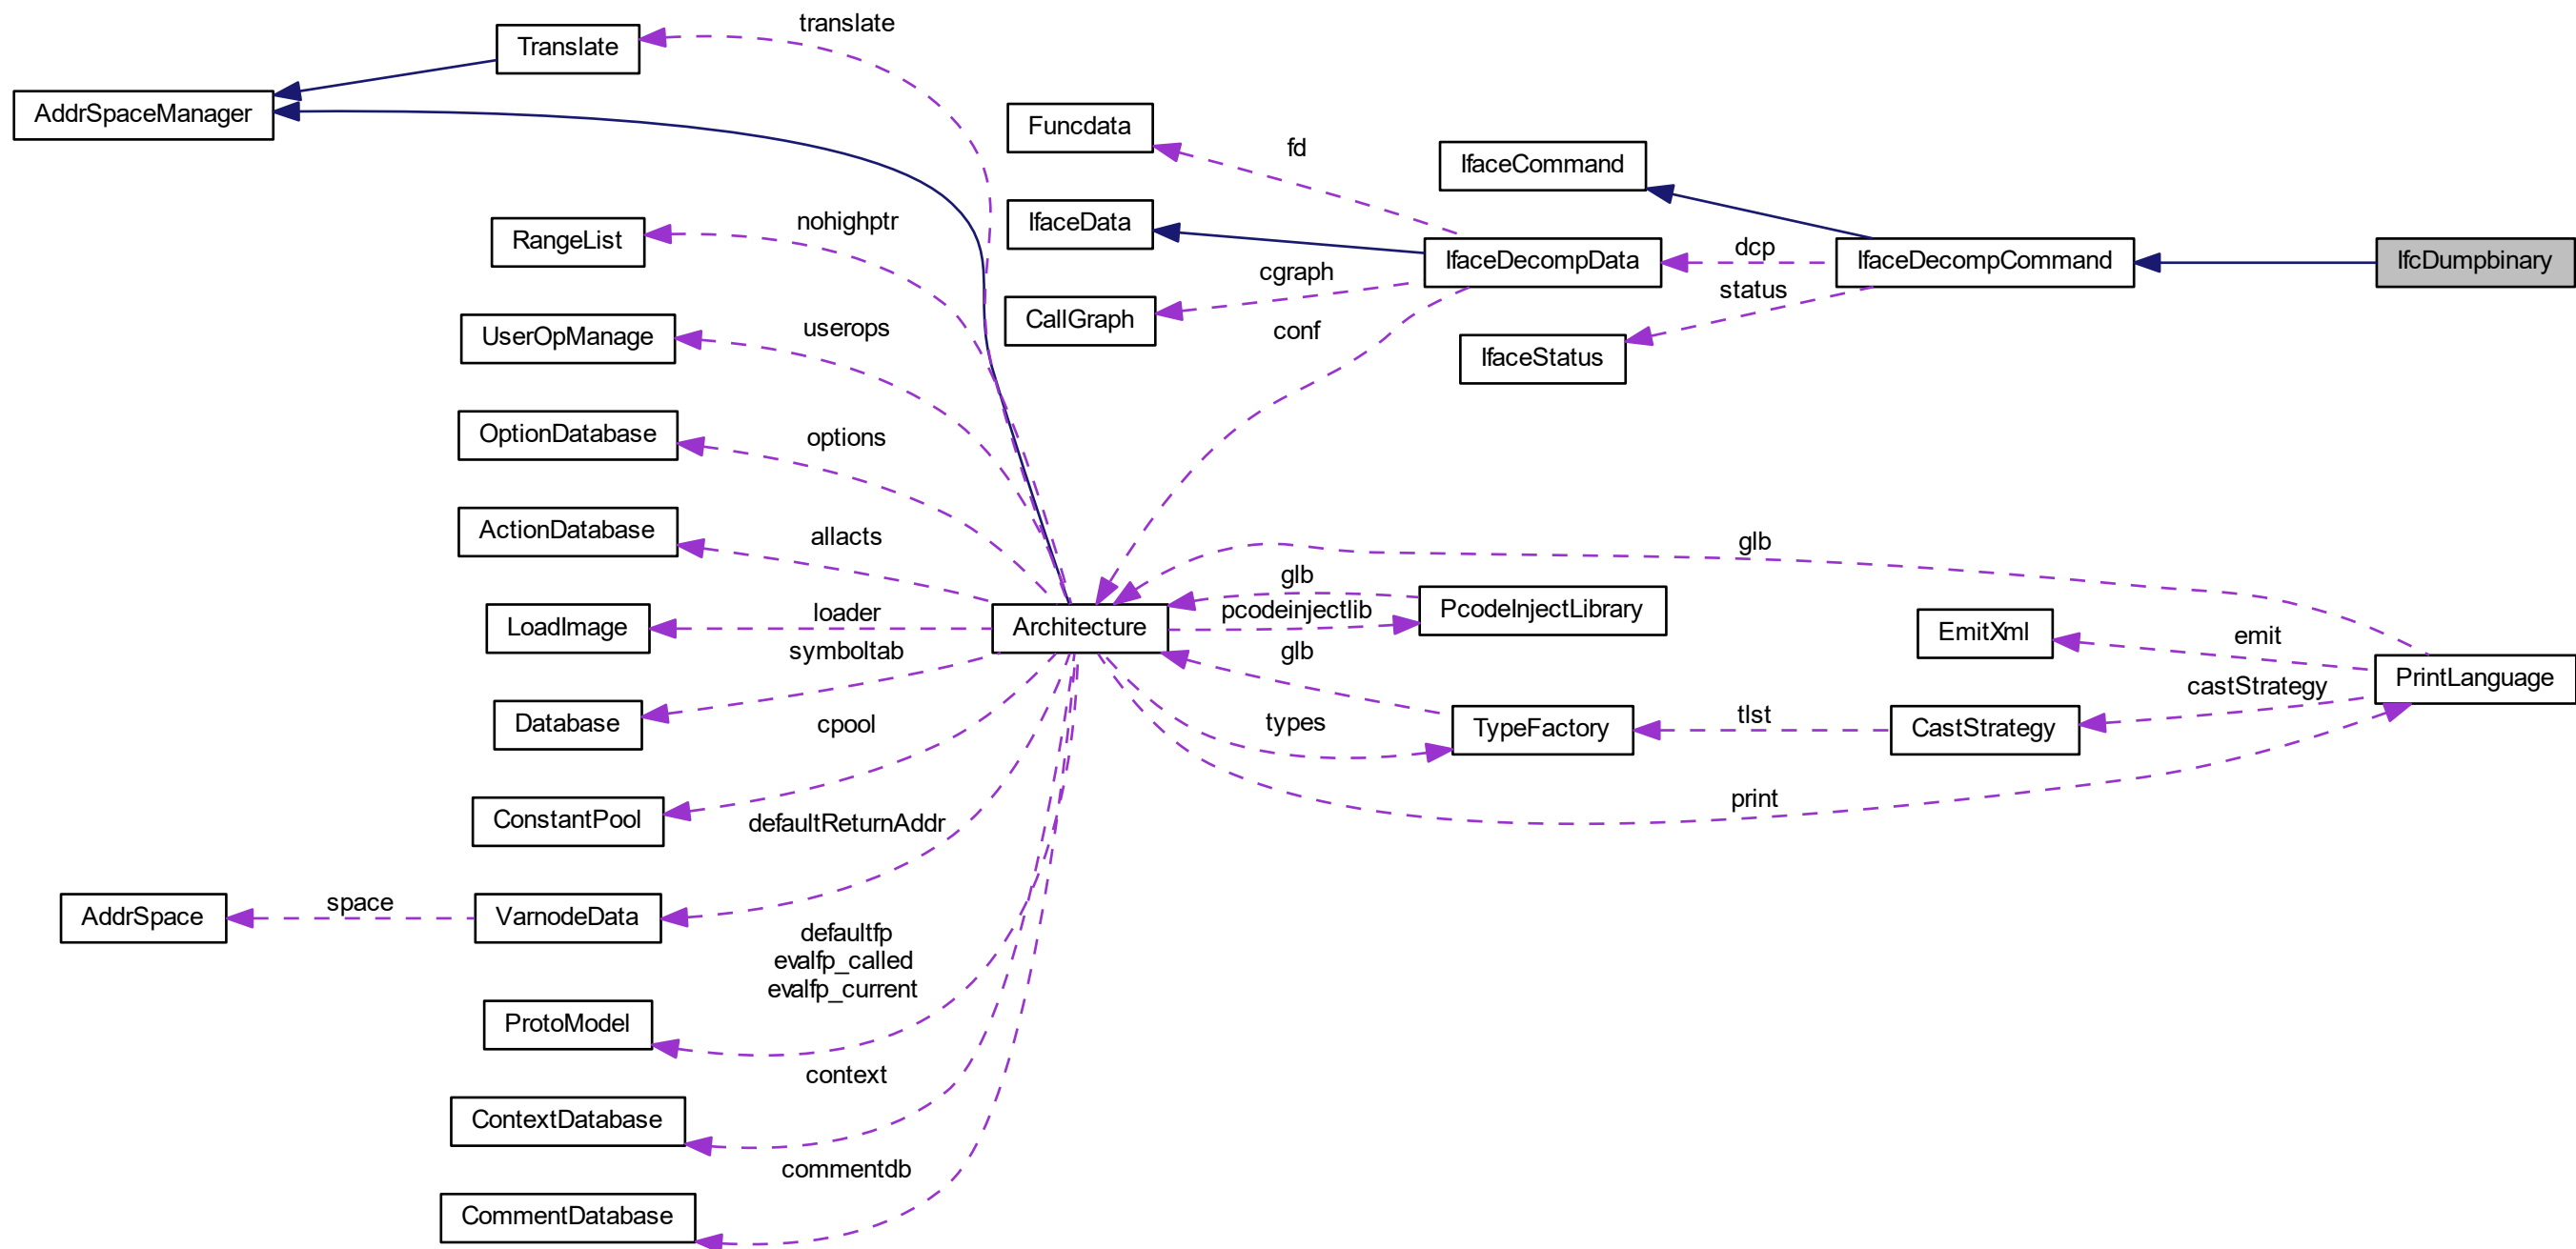 translate
Translate
AddrSpaceManager
Funcdata
fd
IfaceCommand
nohighptr
RangeList
IfaceData
IfaceDecompData
dcp
IfaceDecompCommand
IfcDumpbinary
cgraph
status
userops
UserOpManage
CallGraph
conf
IfaceStatus
options
OptionDatabase
allacts
ActionDatabase
glb
glb
loader
LoadImage
Architecture
pcodeinjectlib
PcodeInjectLibrary
EmitXml
emit
symboltab
glb
PrintLanguage
castStrategy
Database
cpool
types
TypeFactory
tlst
CastStrategy
print
ConstantPool
defaultReturnAddr
AddrSpace
space
VarnodeData
defaultfp
evalfp_called
evalfp_current
ProtoModel
context
ContextDatabase
commentdb
CommentDatabase